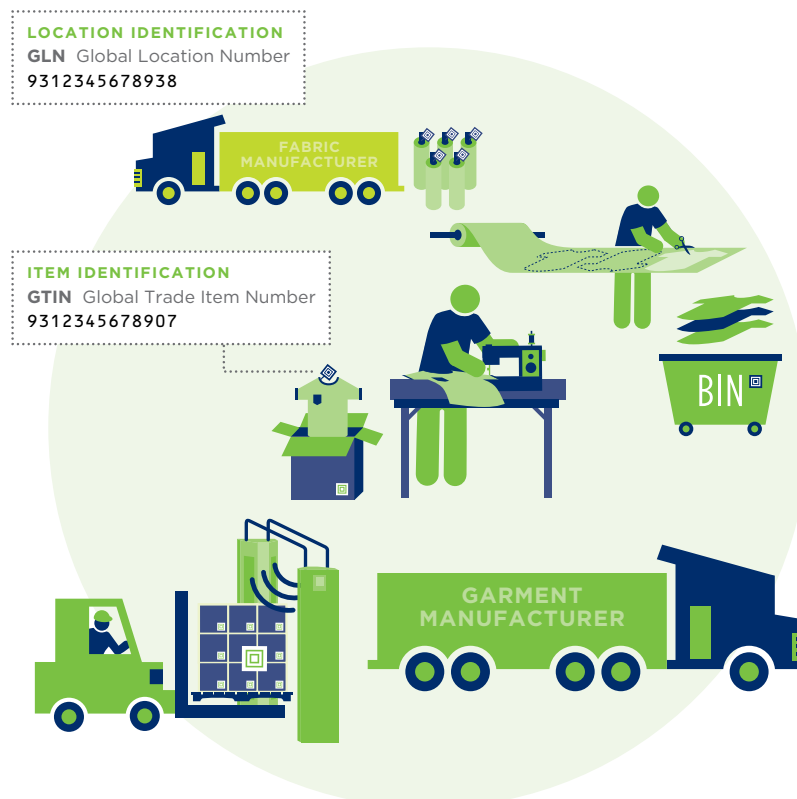 LOCATION IDENTIFICATION
GLN Global Location Number
9312345678938
FABRIC
MANUFACTURER
ITEM IDENTIFICATION
GTIN Global Trade Item Number
9312345678907
BIN
GARMENT
MANUFACTURER